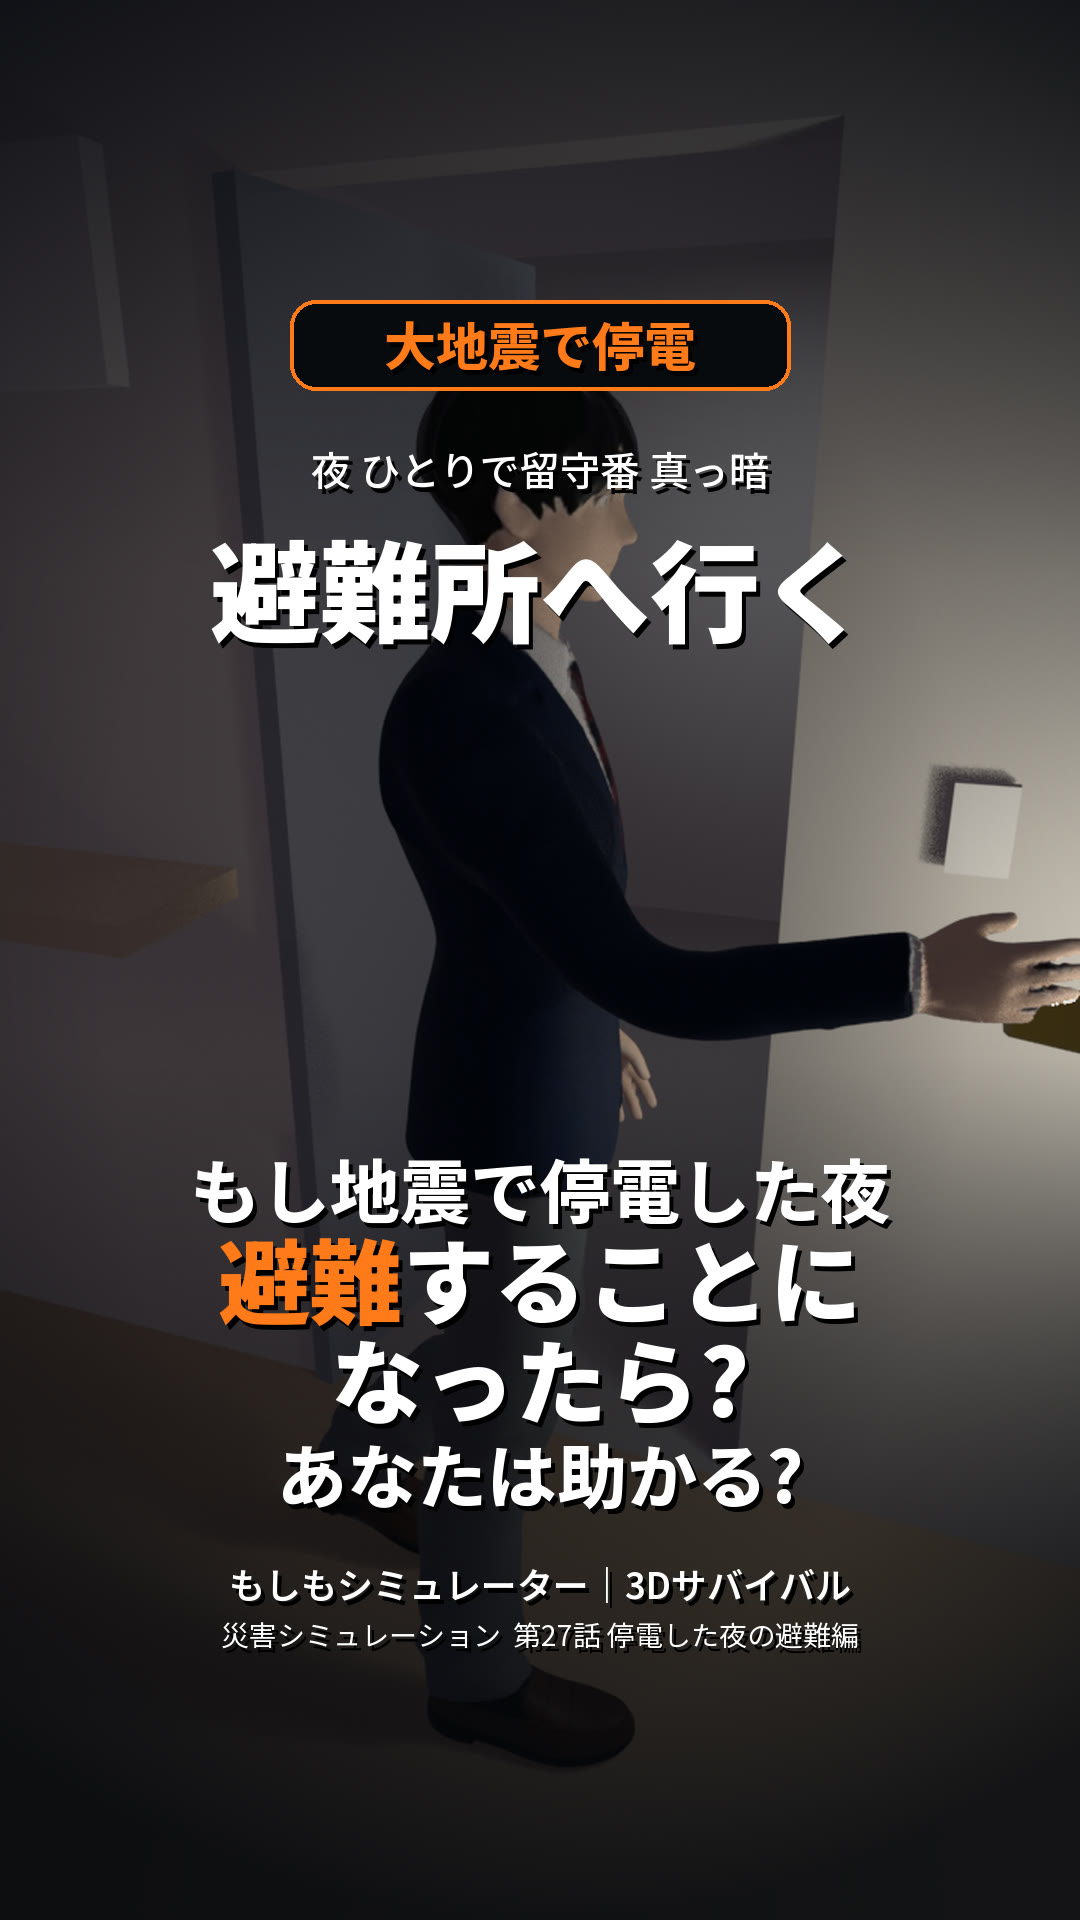 大地震で停電
夜 ひとりで留守番 真っ暗
避難所へ行く
もし地震で停電した夜
避難することに
なったら?
あなたは助かる?
もしもシミュレーター｜3Dサバイバル
災害シミュレーション 第27話 停電した夜の避難編